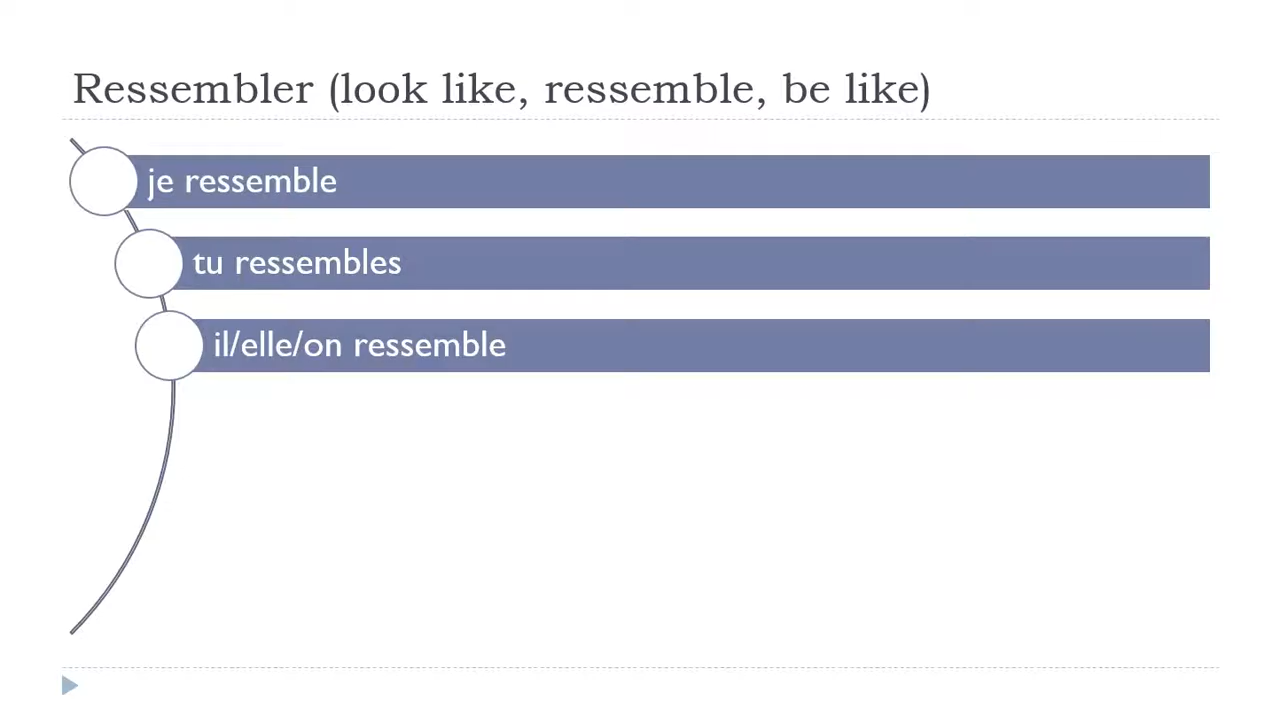 Ressembler (look like, ressemble, be like)
je ressemble
tu ressembles
il/elle/on ressemble